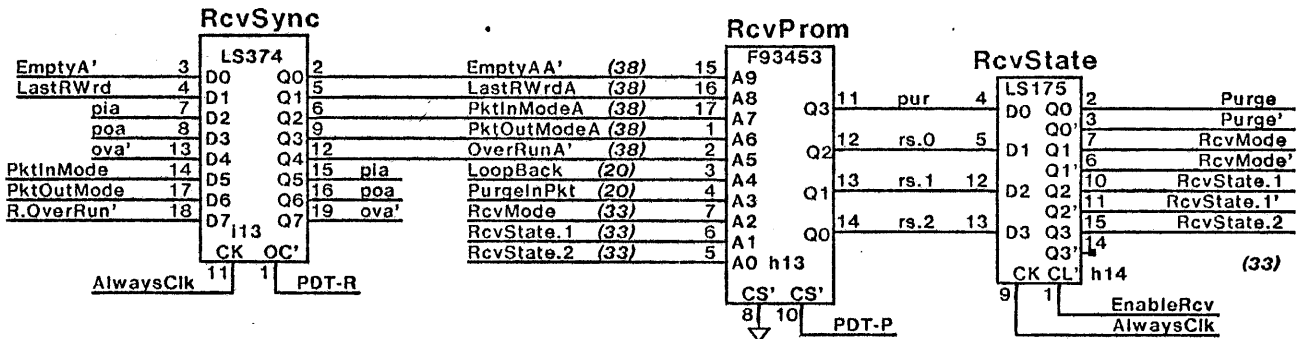 RcvSync
RcvProm
RcvState
LS374
F93453
LS175
EmptyA' 3 D0 Q0 2 EmptyAA' (38) 15 A9
LastRWrd 4 D1 Q1 5 LastRWrdA (38) 16 A8
pia 7 D2 Q2 6 PktInModeA (38) 17 A7
poa 8 D3 Q3 9 PktOutModeA (38) 1 A6
ova' 13 D4 Q4 12 OverRunA' (38) 2 A5
PktInMode 14 D5 Q5 15 pia LoopBack (20) 3 A4
PktOutMode 17 D6 Q6 16 poa PurgeInPkt (20) 4 A3
R.OverRun' 18 D7 Q7 19 ova' RcvMode (33) 7 A2
i13 RcvState.1 (33) 6 A1
RcvState.2 (33) 5 A0 h13
CK OC'
11 1
AlwaysClk PDT-R
Q3 11 pur 4 D0 Q0 2 Purge
Q0' 3 Purge'
Q2 12 rs.0 5 D1 Q1 7 RcvMode
Q1' 6 RcvMode'
Q1 13 rs.1 12 D2 Q2 10 RcvState.1
Q2' 11 RcvState.1'
Q0 14 rs.2 13 D3 Q3 15 RcvState.2
Q3' 14
(33)
CS' CS'
8 10
PDT-P
CK CL' h14
9 1
EnableRcv
AlwaysClk